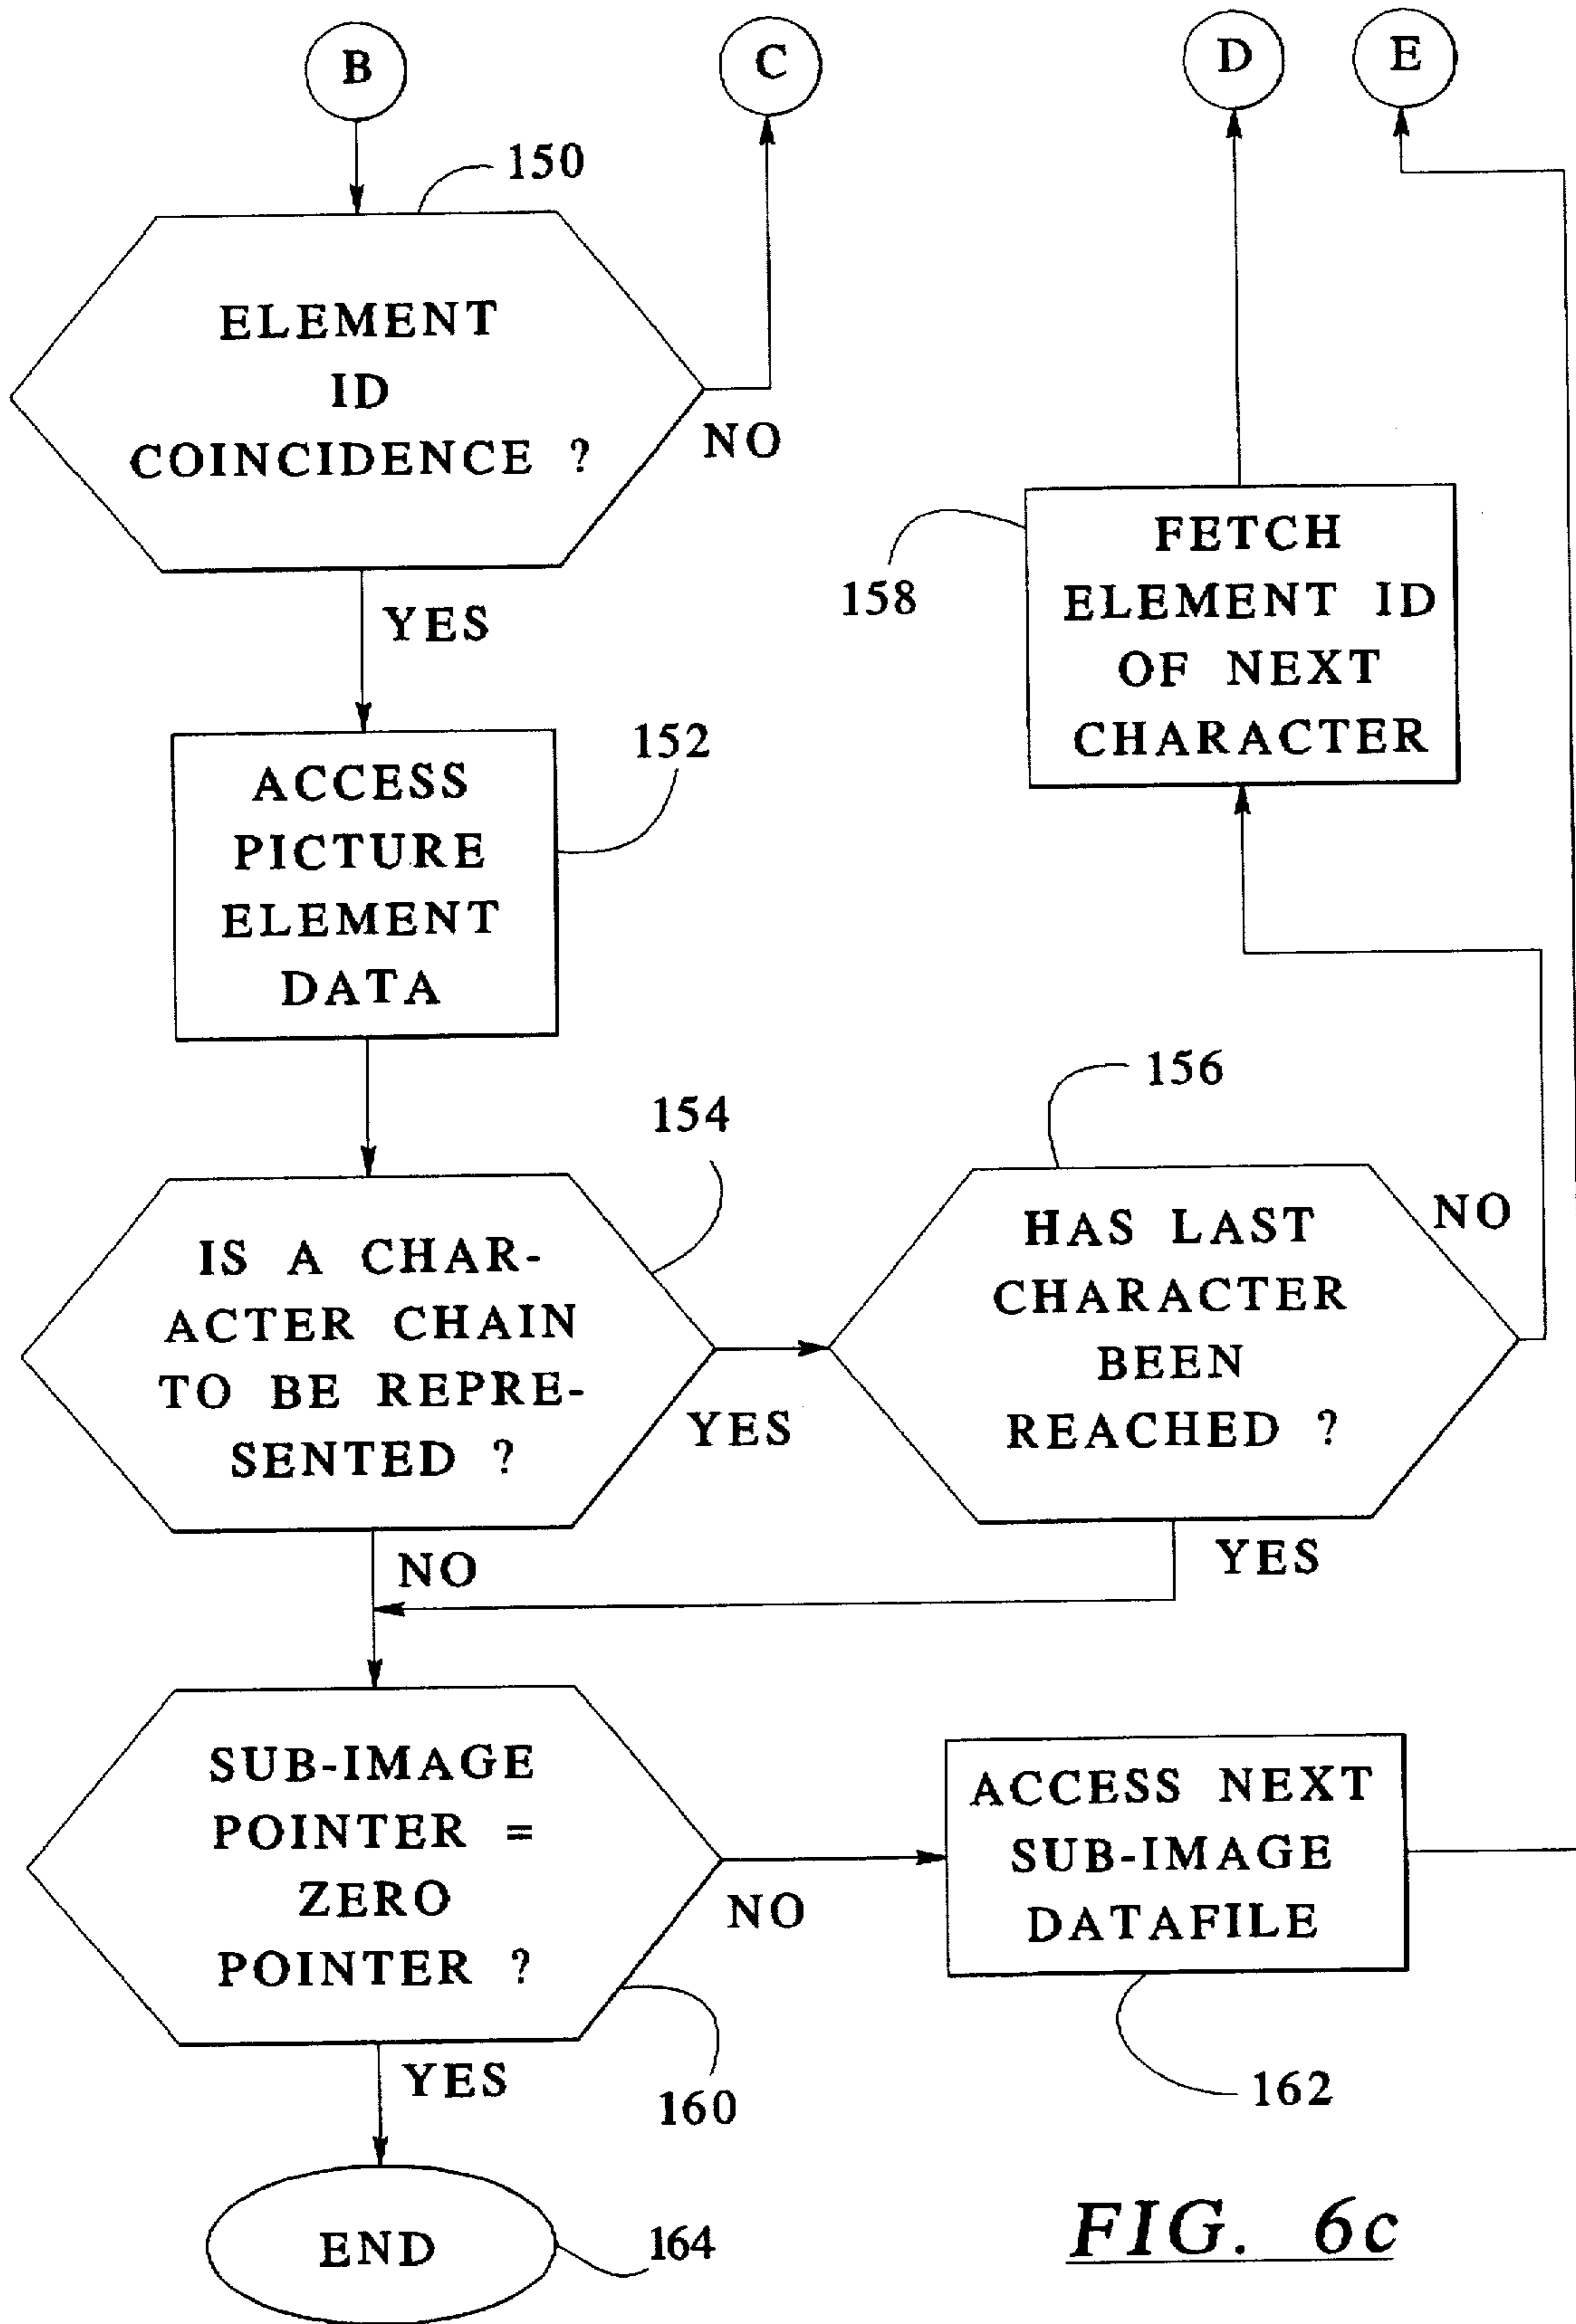 B
C
D
E
150
ELEMENT
ID
COINCIDENCE ?
NO
YES
152
ACCESS
PICTURE
ELEMENT
DATA
158
FETCH
ELEMENT ID
OF NEXT
CHARACTER
154
156
IS A CHAR-
ACTER CHAIN
TO BE REPRE-
SENTED ?
YES
NO
HAS LAST
CHARACTER
BEEN
REACHED ?
NO
YES
SUB-IMAGE
POINTER =
ZERO
POINTER ?
NO
YES
160
ACCESS NEXT
SUB-IMAGE
DATAFILE
162
END
164
FIG. 6c